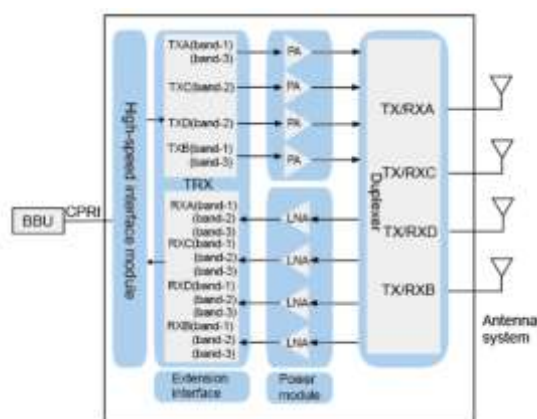 TXA(band-1)
(band-3)
PA
TXC(band-2)
PA
TXD(band-2)
PA
TXB(band-1)
(band-3)
PA
TRX
RXA(band-1)
(band-2)
(band-3)
LNA
RXC(band-1)
(band-2)
(band-3)
LNA
RXD(band-1)
(band-2)
(band-3)
LNA
RXB(band-1)
(band-2)
(band-3)
LNA
High-speed interface module
BBU
CPRI
Duplexer
TX/RXA
TX/RXC
TX/RXD
TX/RXB
Antenna
system
Extension
interface
Power
module